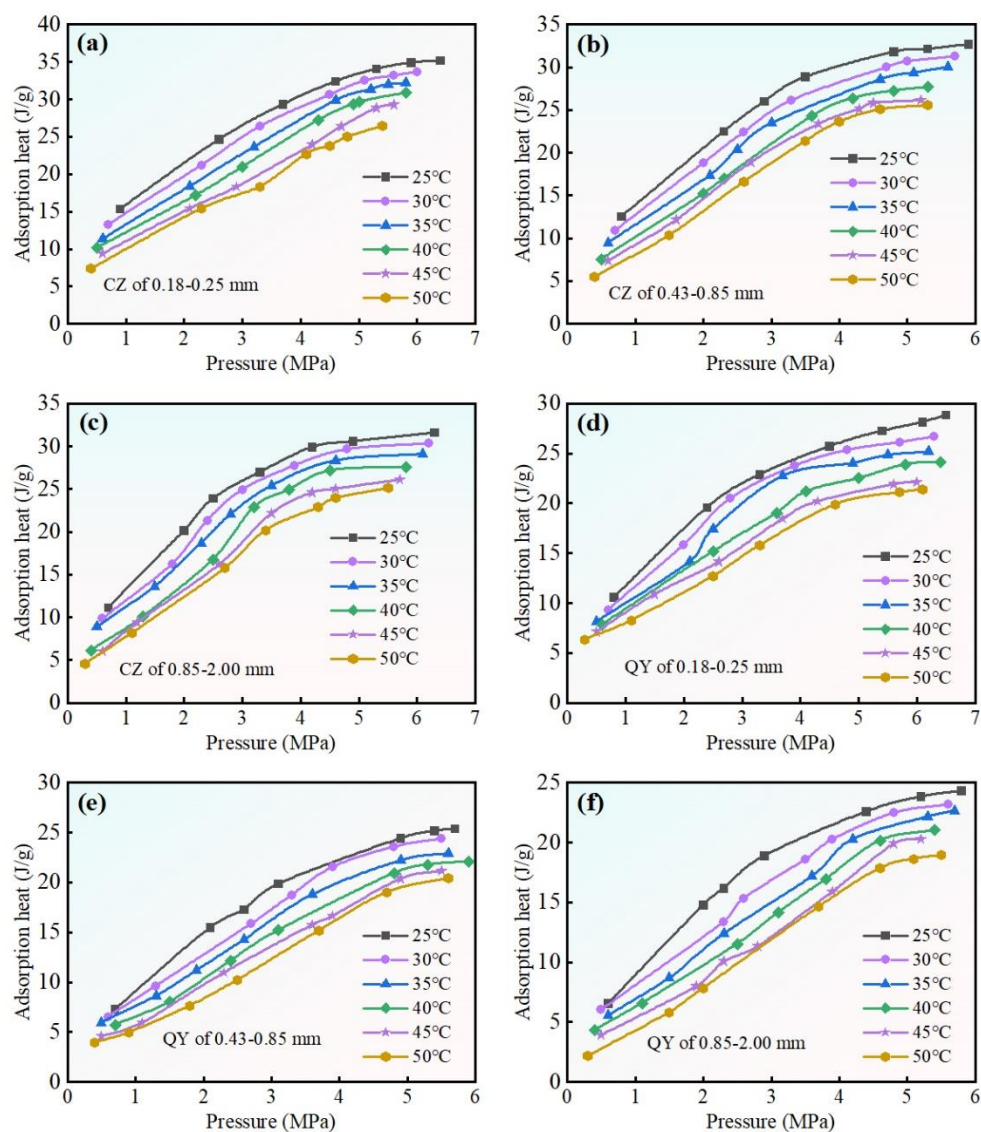 (a)
40
35
30
25
20
15
10
5
0
Adsorption heat (J/g)
25℃
30℃
35℃
40℃
45℃
50℃
CZ of 0.18-0.25 mm
0 1 2 3 4 5 6 7
Pressure (MPa)
(b)
35
30
25
20
15
10
5
0
Adsorption heat (J/g)
25℃
30℃
35℃
40℃
45℃
50℃
CZ of 0.43-0.85 mm
0 1 2 3 4 5 6
Pressure (MPa)
(c)
35
30
25
20
15
10
5
0
Adsorption heat (J/g)
25℃
30℃
35℃
40℃
45℃
50℃
CZ of 0.85-2.00 mm
0 1 2 3 4 5 6 7
Pressure (MPa)
(d)
30
25
20
15
10
5
0
Adsorption heat (J/g)
25℃
30℃
35℃
40℃
45℃
50℃
QY of 0.18-0.25 mm
0 1 2 3 4 5 6 7
Pressure (MPa)
(e)
30
25
20
15
10
5
0
Adsorption heat (J/g)
25℃
30℃
35℃
40℃
45℃
50℃
QY of 0.43-0.85 mm
0 1 2 3 4 5 6
Pressure (MPa)
(f)
25
20
15
10
5
0
Adsorption heat (J/g)
25℃
30℃
35℃
40℃
45℃
50℃
QY of 0.85-2.00 mm
0 1 2 3 4 5 6
Pressure (MPa)